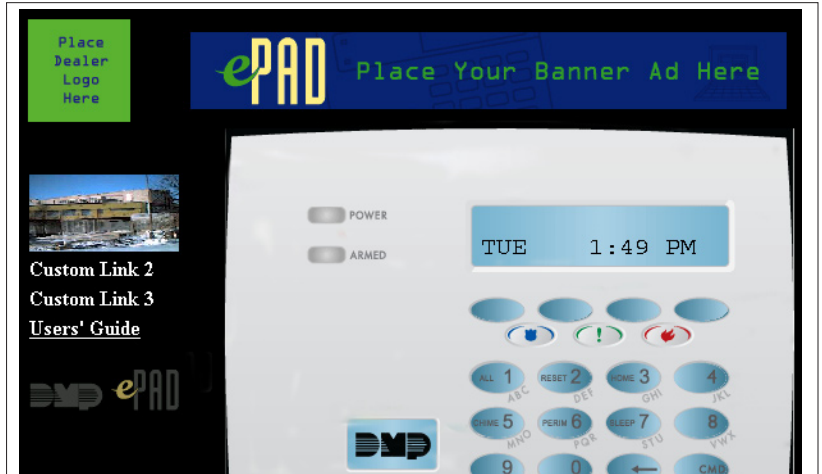 Place
Dealer
Logo
Here
ePAD Place Your Banner Ad Here
POWER
ARMED
TUE 1:49 PM
Custom Link 2
Custom Link 3
Users' Guide
DMP ePAD
!
ALL 1 ABC
RESET 2 DEF
HOME 3 GHI
4 JKL
CHIME 5 MNO
PERIM 6 PQR
SLEEP 7 STU
8 VWX
DMP
9
0
←
CMD